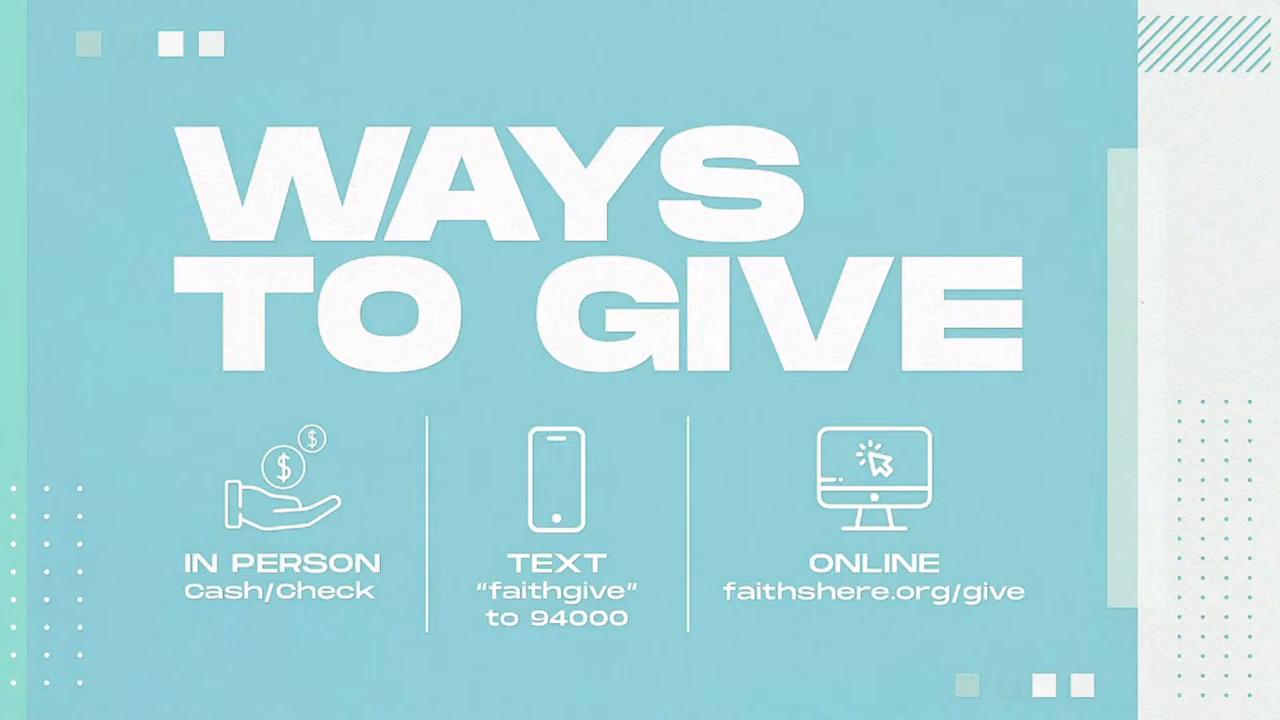 WAYS
TO GIVE
IN PERSON
Cash/Check
TEXT
“faithgive”
to 94000
ONLINE
faithshere.org/give